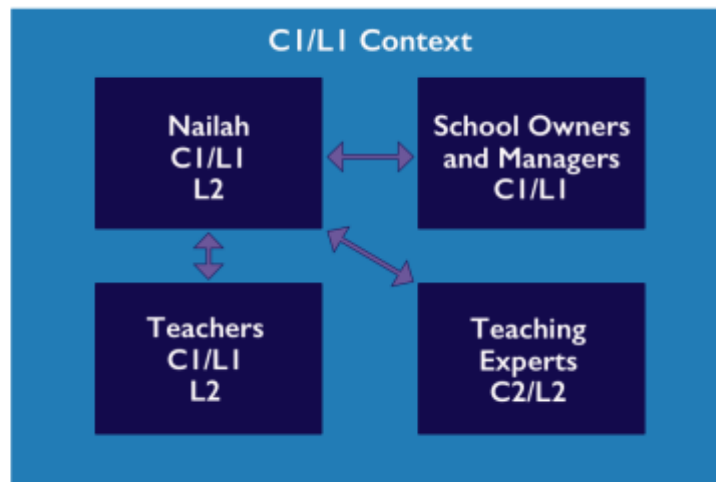 C1/L1 Context
Nailah
C1/L1
L2
School Owners
and Managers
C1/L1
Teachers
C1/L1
L2
Teaching
Experts
C2/L2